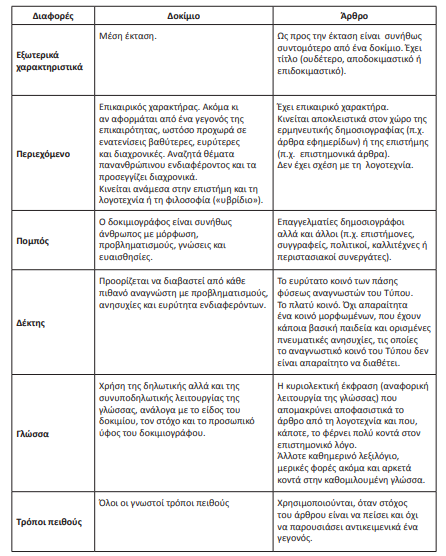 Διαφορές
Δοκίμιο
Άρθρο
Εξωτερικά
χαρακτηριστικά
Μέση έκταση.
Ως προς την έκταση είναι συνήθως
συντομότερο από ένα δοκίμιο. Έχει
τίτλο (ουδέτερο, αποδοκιμαστικό ή
επιδοκιμαστικό).
Περιεχόμενο
Επικαιρικός χαρακτήρας. Ακόμα κι
αν αφορμάται από ένα γεγονός της
επικαιρότητας, ωστόσο προχωρά σε
ενατενίσεις βαθύτερες, ευρύτερες
και διαχρονικές. Αναζητά θέματα
πανανθρώπινου ενδιαφέροντος και τα
προσεγγίζει διαχρονικά.
Κινείται ανάμεσα στην επιστήμη και τη
λογοτεχνία ή τη φιλοσοφία («υβρίδιο»).
Έχει επικαιρικό χαρακτήρα.
Κινείται αποκλειστικά στον χώρο της
ερμηνευτικής δημοσιογραφίας (π.χ.
άρθρα εφημερίδων) ή της επιστήμης
(π.χ. επιστημονικά άρθρα).
Δεν έχει σχέση με τη λογοτεχνία.
Πομπός
Ο δοκιμιογράφος είναι συνήθως
άνθρωπος με μόρφωση,
προβληματισμούς, γνώσεις και
ευαισθησίες.
Επαγγελματίες δημοσιογράφοι
αλλά και άλλοι (π.χ. επιστήμονες,
συγγραφείς, πολιτικοί, καλλιτέχνες ή
περιστασιακοί συνεργάτες).
Δέκτης
Προορίζεται να διαβαστεί από κάθε
πιθανό αναγνώστη με προβληματισμούς,
ανησυχίες και ευρύτητα ενδιαφερόντων.
Το ευρύτατο κοινό των πάσης
φύσεως αναγνωστών του Τύπου.
Το πλατύ κοινό. Όχι απαραίτητα
ένα κοινό μορφωμένων, που έχουν
κάποια βασική παιδεία και ορισμένες
πνευματικές ανησυχίες, τις οποίες
το αναγνωστικό κοινό του Τύπου δεν
είναι απαραίτητο να διαθέτει.
Γλώσσα
Χρήση της δηλωτικής αλλά και της
συνυποδηλωτικής λειτουργίας της
γλώσσας, ανάλογα με το είδος του
δοκιμίου, τον στόχο και το προσωπικό
ύφος του δοκιμιογράφου.
Η κυριολεκτική έκφραση (αναφορική
λειτουργία της γλώσσας) που
απομακρύνει αποφασιστικά το
άρθρο από τη λογοτεχνία και που,
κάποτε, το φέρνει πολύ κοντά στον
επιστημονικό λόγο.
Άλλοτε καθημερινό λεξιλόγιο,
μερικές φορές ακόμα και αρκετά
κοντά στην καθομιλουμένη γλώσσα.
Τρόποι πειθούς
Όλοι οι γνωστοί τρόποι πειθούς
Χρησιμοποιούνται, όταν στόχος
του άρθρου είναι να πείσει και όχι
να παρουσιάσει αντικειμενικά ένα
γεγονός.